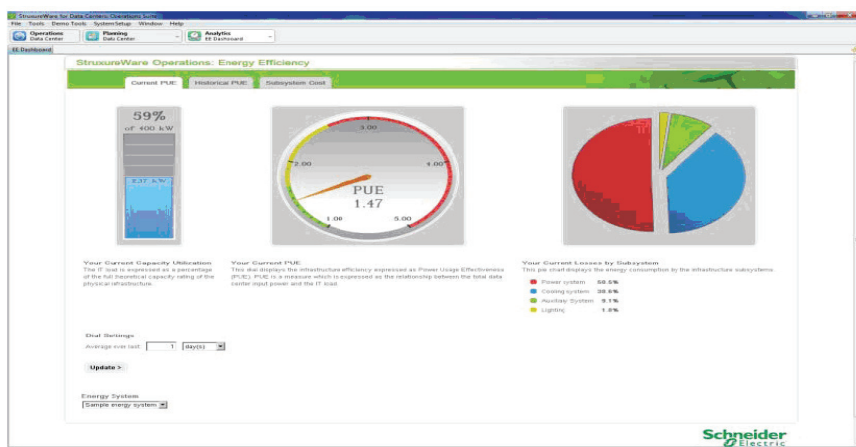 StruxureWare for Data Centers, Operations Suite
File Tools Demo Tools System Setup Window Help
Operations
Data Center
Planning
Data Center
Analytics
EE Dashboard
EE Dashboard
StruxureWare Operations: Energy Efficiency
Current PUE
Historical PUE
Subsystem Cost
59%
of 400 kW
237 kW
3.00
2.00
4.00
PUE
1.47
1.00
5.00
Your Current Capacity Utilization
The IT load is expressed as a percentage
of the full theoretical capacity rating of the
physical infrastructure.
Your Current PUE
This dial displays the infrastructure efficiency expressed as Power Usage Effectiveness
(PUE). PUE is a measure which is expressed as the relationship between the total data
center input power and the IT load.
Your Current Losses by Subsystem
This pie chart displays the energy consumption by the infrastructure subsystems
Power system 50.5%
Cooling system
Auxiliary System 9.1%
Lighting 1.8%
Dial Settings
Average over last: 1 day(s)
Update >
Energy System
Sample energy system
Schneider
Electric